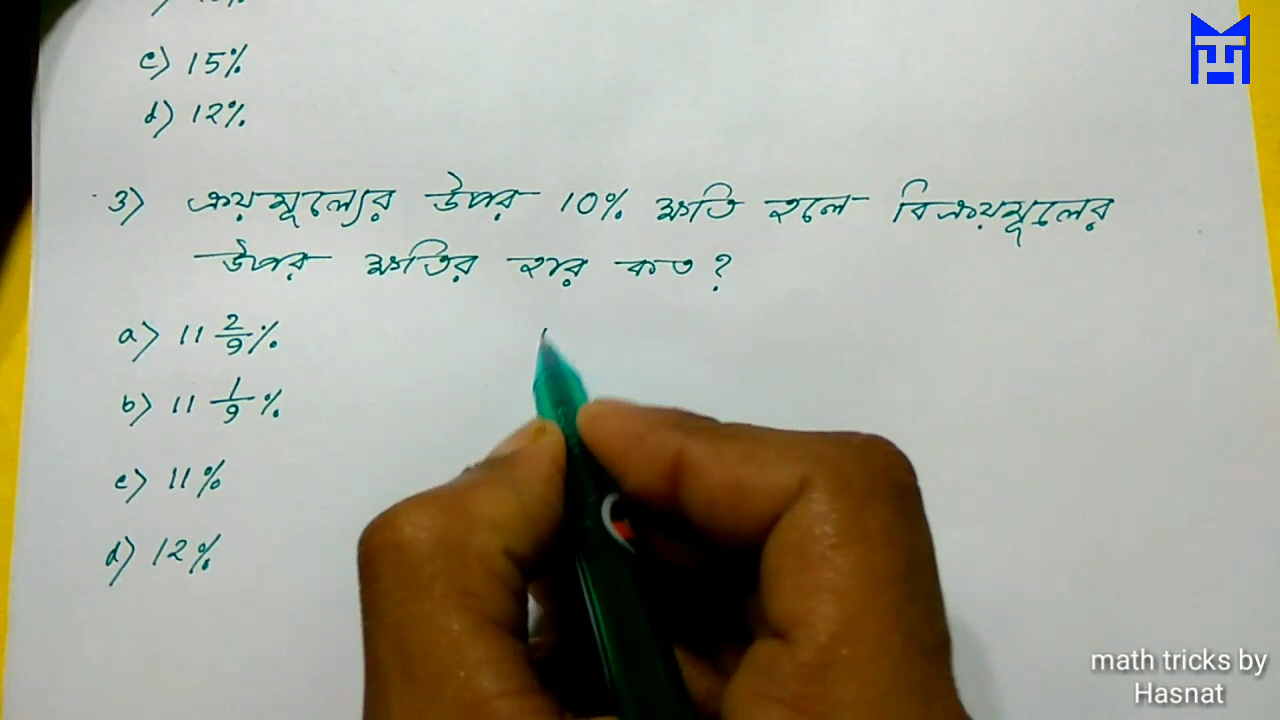 c) 15%
d) 12%
3) ক্রয়মূল্যের উপর 10% ক্ষতি হলে বিক্রয়মূলের
উপর ক্ষতির হার কত ?
a) 11 2/9 %
b) 11 1/9 %
c) 11%
d) 12%
math tricks by
Hasnat